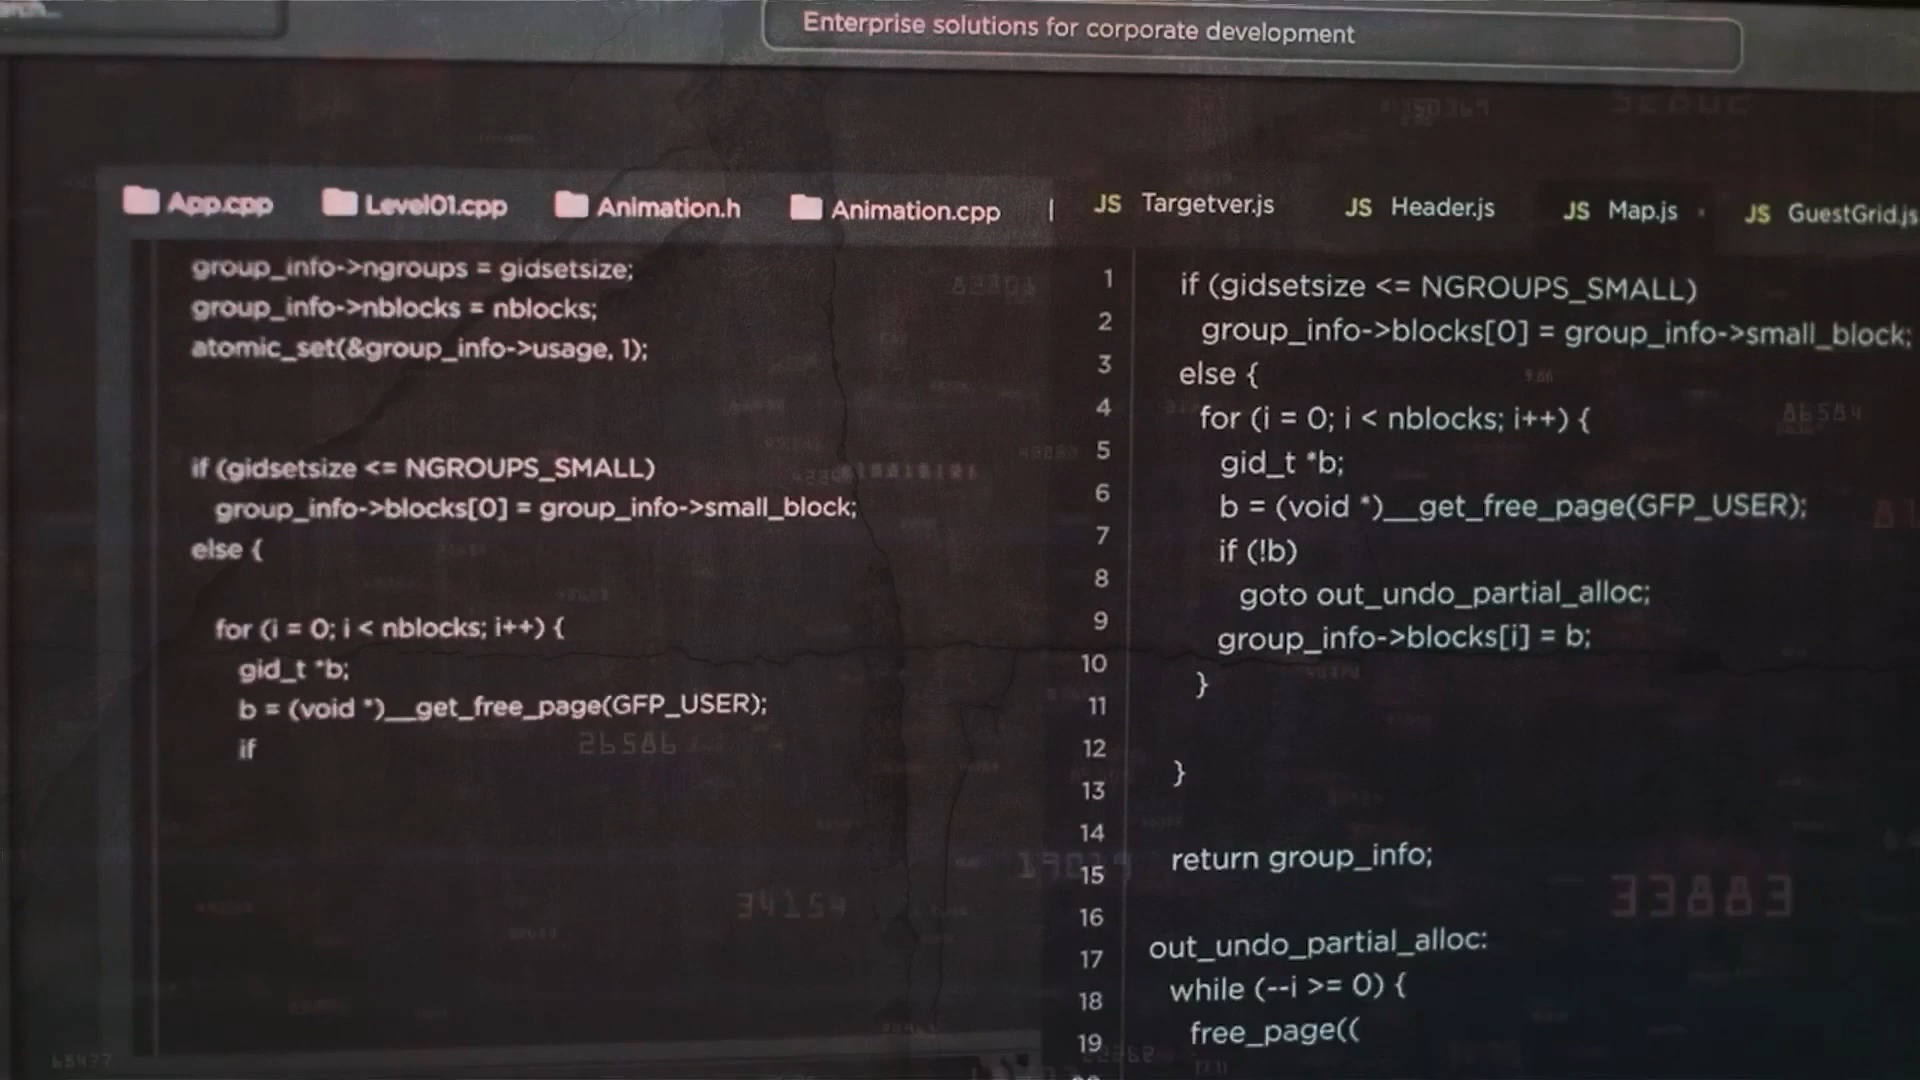 Enterprise solutions for corporate development
App.cpp Level01.cpp Animation.h Animation.cpp |
group_info->ngroups = gidsetsize;
group_info->nblocks = nblocks;
atomic_set(&group_info->usage, 1);
if (gidsetsize <= NGROUPS_SMALL)
group_info->blocks[0] = group_info->small_block;
else {
for (i = 0; i < nblocks; i++) {
gid_t *b;
b = (void *)__get_free_page(GFP_USER);
if
26586
34154
JS Targetver.js JS Header.js JS Map.js JS GuestGrid.js
1 if (gidsetsize <= NGROUPS_SMALL)
2 group_info->blocks[0] = group_info->small_block;
3 else {
4 for (i = 0; i < nblocks; i++) {
5 gid_t *b;
6 b = (void *)__get_free_page(GFP_USER);
7 if (!b)
8 goto out_undo_partial_alloc;
9 group_info->blocks[i] = b;
10 }
11
12 }
13
14
15 return group_info;
16
17 out_undo_partial_alloc:
18 while (--i >= 0) {
19 free_page((
86584
33883